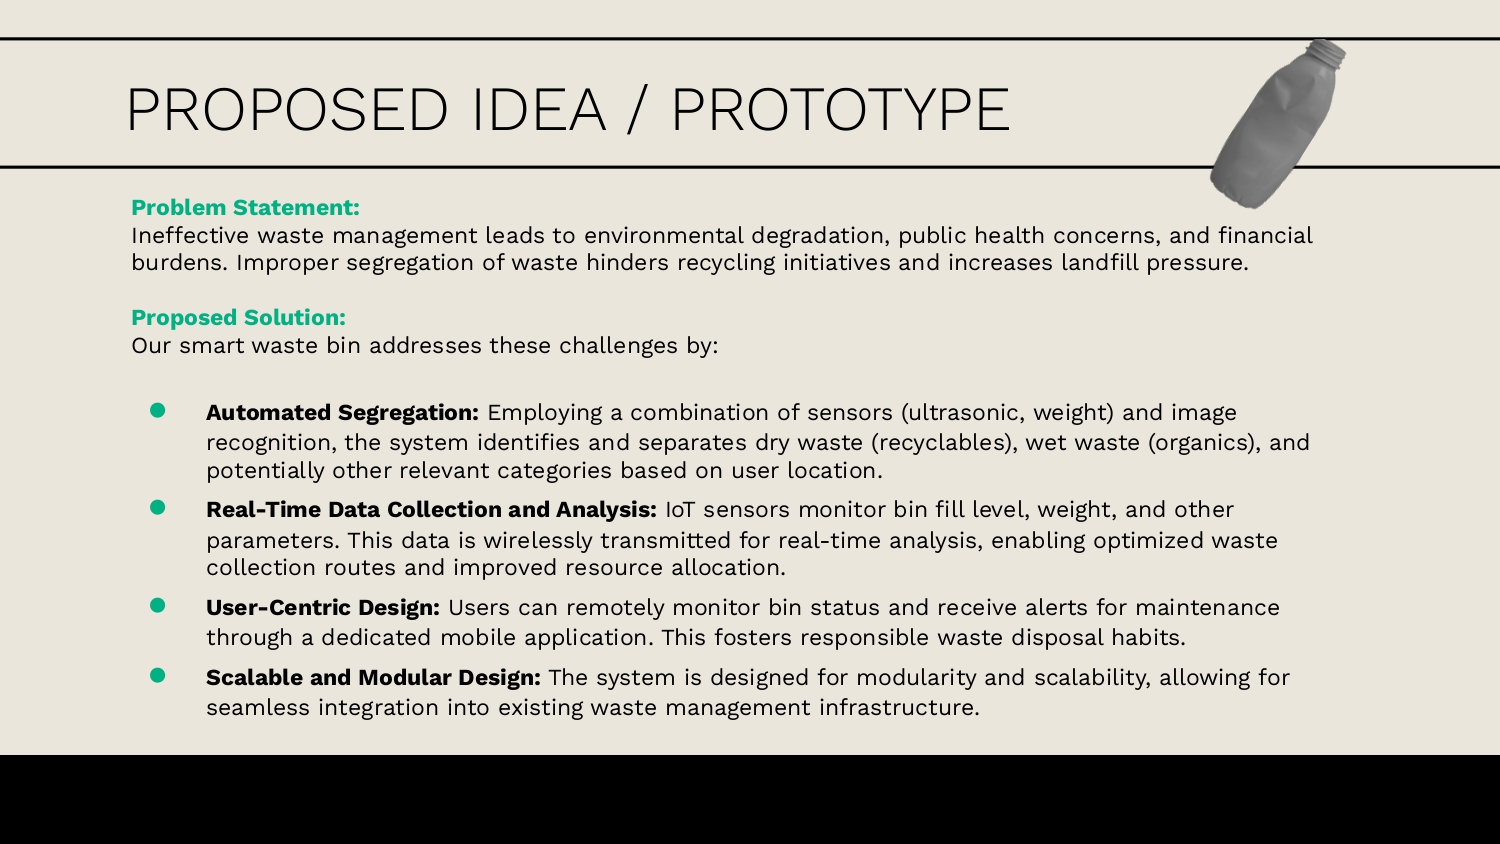 PROPOSED IDEA / PROTOTYPE
Problem Statement:
Ineffective waste management leads to environmental degradation, public health concerns, and financial
burdens. Improper segregation of waste hinders recycling initiatives and increases landfill pressure.
Proposed Solution:
Our smart waste bin addresses these challenges by:
● Automated Segregation: Employing a combination of sensors (ultrasonic, weight) and image
recognition, the system identifies and separates dry waste (recyclables), wet waste (organics), and
potentially other relevant categories based on user location.
● Real-Time Data Collection and Analysis: IoT sensors monitor bin fill level, weight, and other
parameters. This data is wirelessly transmitted for real-time analysis, enabling optimized waste
collection routes and improved resource allocation.
● User-Centric Design: Users can remotely monitor bin status and receive alerts for maintenance
through a dedicated mobile application. This fosters responsible waste disposal habits.
● Scalable and Modular Design: The system is designed for modularity and scalability, allowing for
seamless integration into existing waste management infrastructure.